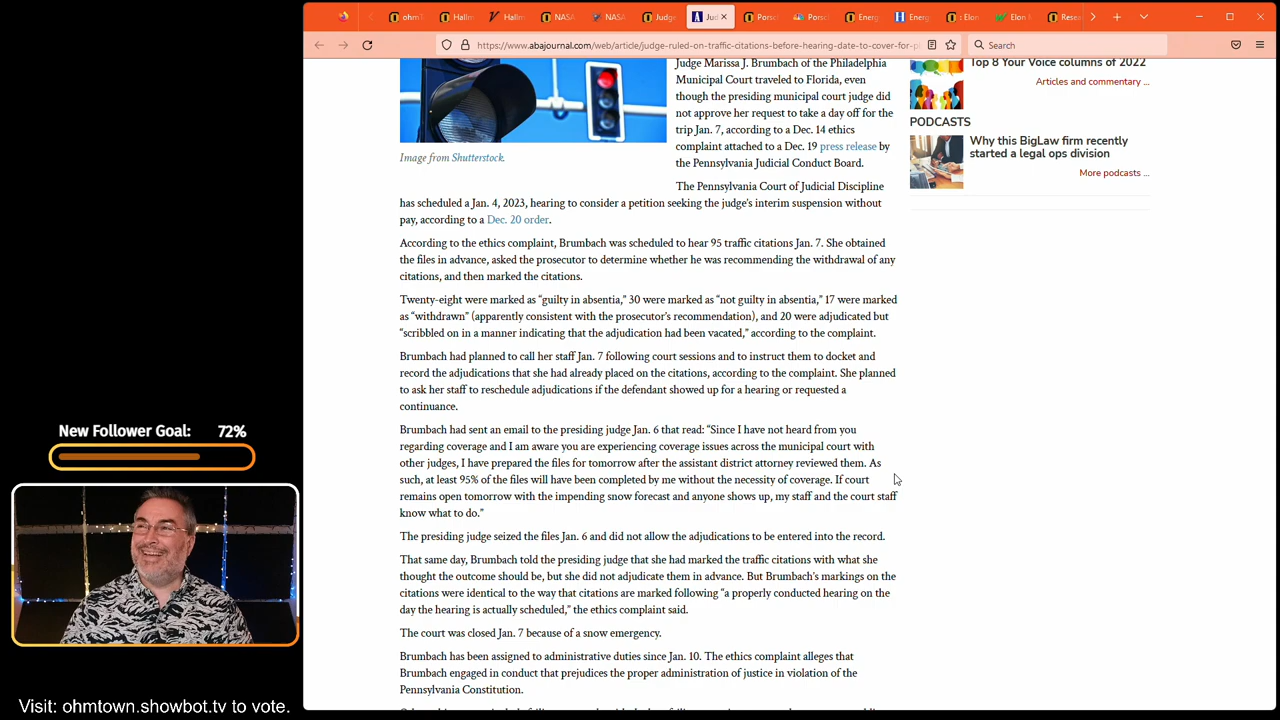 ohmT
Hallm
Hallm
NASA
NASA
Judge
Jud
Porsc
Porsc
Energ
Energ
: Elon
Elon M
Resea
https://www.abajournal.com/web/article/judge-ruled-on-traffic-citations-before-hearing-date-to-cover-for-p
Search
Judge Marissa J. Brumbach of the Philadelphia
Municipal Court traveled to Florida, even
though the presiding municipal court judge did
not approve her request to take a day off for the
trip Jan. 7, according to a Dec. 14 ethics
complaint attached to a Dec. 19 press release by
the Pennsylvania Judicial Conduct Board.
Image from Shutterstock.
The Pennsylvania Court of Judicial Discipline
has scheduled a Jan. 4, 2023, hearing to consider a petition seeking the judge's interim suspension without
pay, according to a Dec. 20 order.
According to the ethics complaint, Brumbach was scheduled to hear 95 traffic citations Jan. 7. She obtained
the files in advance, asked the prosecutor to determine whether he was recommending the withdrawal of any
citations, and then marked the citations.
Twenty-eight were marked as “guilty in absentia,” 30 were marked as “not guilty in absentia,” 17 were marked
as “withdrawn” (apparently consistent with the prosecutor's recommendation), and 20 were adjudicated but
“scribbled on in a manner indicating that the adjudication had been vacated,” according to the complaint.
Brumbach had planned to call her staff Jan. 7 following court sessions and to instruct them to docket and
record the adjudications that she had already placed on the citations, according to the complaint. She planned
to ask her staff to reschedule adjudications if the defendant showed up for a hearing or requested a
continuance.
Brumbach had sent an email to the presiding judge Jan. 6 that read: “Since I have not heard from you
regarding coverage and I am aware you are experiencing coverage issues across the municipal court with
other judges, I have prepared the files for tomorrow after the assistant district attorney reviewed them. As
such, at least 95% of the files will have been completed by me without the necessity of coverage. If court
remains open tomorrow with the impending snow forecast and anyone shows up, my staff and the court staff
know what to do.”
The presiding judge seized the files Jan. 6 and did not allow the adjudications to be entered into the record.
That same day, Brumbach told the presiding judge that she had marked the traffic citations with what she
thought the outcome should be, but she did not adjudicate them in advance. But Brumbach's markings on the
citations were identical to the way that citations are marked following “a properly conducted hearing on the
day the hearing is actually scheduled,” the ethics complaint said.
The court was closed Jan. 7 because of a snow emergency.
Brumbach has been assigned to administrative duties since Jan. 10. The ethics complaint alleges that
Brumbach engaged in conduct that prejudices the proper administration of justice in violation of the
Pennsylvania Constitution.
Top 8 Your Voice columns of 2022
Articles and commentary ...
PODCASTS
Why this BigLaw firm recently
started a legal ops division
More podcasts ...
New Follower Goal: 72%
Visit: ohmtown.showbot.tv to vote.